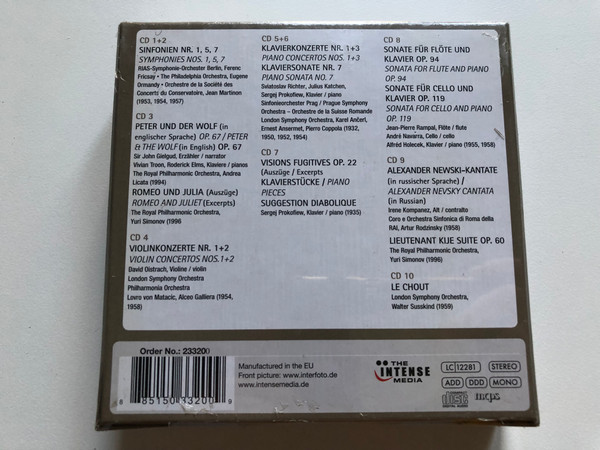 CD 1+2
SINFONIEN NR. 1, 5, 7
SYMPHONIES NOS. 1, 5, 7
RIAS-Symphonie-Orchester Berlin, Ferenc
Fricsay • The Philadelphia Orchestra, Eugene
Ormandy • Orchestre de la Société des
Concerts du Conservatoire, Jean Martinon
(1953, 1954, 1957)
CD 3
PETER UND DER WOLF (in
englischer Sprache) OP. 67 / PETER
& THE WOLF (in English) OP. 67
Sir John Gielgud, Erzähler / narrator
Vivian Troon, Roderick Elms, Klaviere / pianos
The Royal Philharmonic Orchestra, Andrea
Licata (1994)
ROMEO UND JULIA (Auszüge)
ROMEO AND JULIET (Excerpts)
The Royal Philharmonic Orchestra,
Yuri Simonov (1996
CD 4
VIOLINKONZERTE NR. 1+2
VIOLIN CONCERTOS NOS.1+2
David Oistrach, Violine / violin
London Symphony Orchestra
Philharmonia Orchestra
Lovro von Matacic, Alceo Galliera (1954,
1958)
CD 5+6
KLAVIERKONZERTE NR. 1+3
PIANO CONCERTOS NOS. 1+3
KLAVIERSONATE NR. 7
PIANO SONATA NO. 7
Sviatoslav Richter, Julius Katchen,
Sergej Prokofiew, Klavier / piano
Sinfonieorchester Prag / Prague Symphony
Orchestra – Orchestre de la Suisse Romande
London Symphony Orchestra, Karel Ančerl,
Ernest Ansermet, Piero Coppola (1932,
1950, 1952, 1954)
CD 7
VISIONS FUGITIVES OP. 22
(Auszüge / Excerpts
KLAVIERSTÜCKE / PIANO
PIECES
SUGGESTION DIABOLIQUE
Sergej Prokofiew, Klavier / piano (1935)
CD 8
SONATE FÜR FLÖTE UND
KLAVIER OP. 94
SONATA FOR FLUTE AND PIANO
OP. 94
SONATE FÜR CELLO UND
KLAVIER OP. 119
SONATA FOR CELLO AND PIANO
OP. 119
Jean-Pierre Rampal, Flöte / flute
André Navarra, Cello / cello
Alfréd Holecek, Klavier / piano (1955, 1958)
CD 9
ALEXANDER NEWSKI-KANTATE
(in russischer Sprache) /
ALEXANDER NEVSKY CANTATA
(in Russian)
Irene Kompanez, Alt / contralto
Coro e Orchestra Sinfonica di Roma della
RAI, Artur Rodzinsky (1958)
LIEUTENANT KIJE SUITE OP. 60
The Royal Philharmonic Orchestra,
Yuri Simonov (1996)
CD 10
LE CHOUT
London Symphony Orchestra,
Walter Susskind (1959)
Order No.: 233200
8 85150 33200 9
Manufactured in the EU
Front picture: www.interfoto.de
www.intensemedia.de
THE
INTENSE
MEDIA
LC 12281 STEREO
ADD DDD MONO
COMPACT
disc
DIGITAL AUDIO
mcps